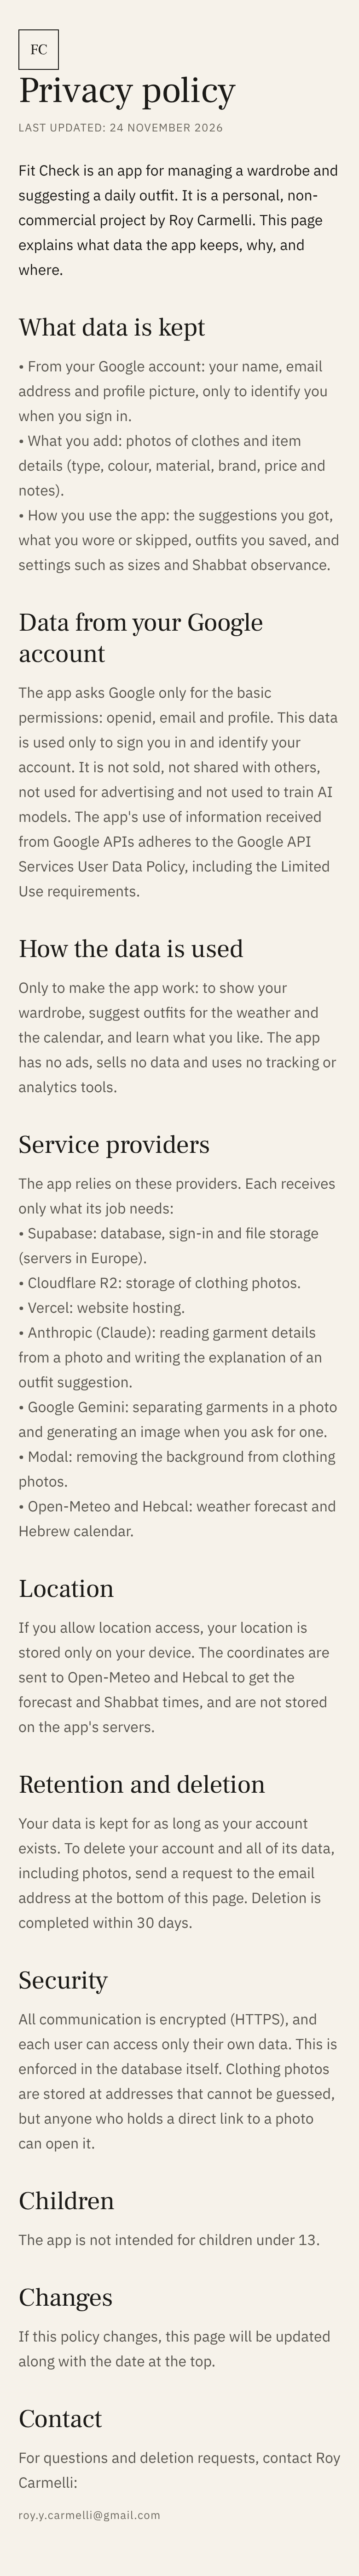 FC
Privacy policy
LAST UPDATED: 24 NOVEMBER 2026
Fit Check is an app for managing a wardrobe and
suggesting a daily outfit. It is a personal, non-
commercial project by Roy Carmelli. This page
explains what data the app keeps, why, and
where.
What data is kept
• From your Google account: your name, email
address and profile picture, only to identify you
when you sign in.
• What you add: photos of clothes and item
details (type, colour, material, brand, price and
notes).
• How you use the app: the suggestions you got,
what you wore or skipped, outfits you saved, and
settings such as sizes and Shabbat observance.
Data from your Google
account
The app asks Google only for the basic
permissions: openid, email and profile. This data
is used only to sign you in and identify your
account. It is not sold, not shared with others,
not used for advertising and not used to train AI
models. The app's use of information received
from Google APIs adheres to the Google API
Services User Data Policy, including the Limited
Use requirements.
How the data is used
Only to make the app work: to show your
wardrobe, suggest outfits for the weather and
the calendar, and learn what you like. The app
has no ads, sells no data and uses no tracking or
analytics tools.
Service providers
The app relies on these providers. Each receives
only what its job needs:
• Supabase: database, sign-in and file storage
(servers in Europe).
• Cloudflare R2: storage of clothing photos.
• Vercel: website hosting.
• Anthropic (Claude): reading garment details
from a photo and writing the explanation of an
outfit suggestion.
• Google Gemini: separating garments in a photo
and generating an image when you ask for one.
• Modal: removing the background from clothing
photos.
• Open-Meteo and Hebcal: weather forecast and
Hebrew calendar.
Location
If you allow location access, your location is
stored only on your device. The coordinates are
sent to Open-Meteo and Hebcal to get the
forecast and Shabbat times, and are not stored
on the app's servers.
Retention and deletion
Your data is kept for as long as your account
exists. To delete your account and all of its data,
including photos, send a request to the email
address at the bottom of this page. Deletion is
completed within 30 days.
Security
All communication is encrypted (HTTPS), and
each user can access only their own data. This is
enforced in the database itself. Clothing photos
are stored at addresses that cannot be guessed,
but anyone who holds a direct link to a photo
can open it.
Children
The app is not intended for children under 13.
Changes
If this policy changes, this page will be updated
along with the date at the top.
Contact
For questions and deletion requests, contact Roy
Carmelli:
roy.y.carmelli@gmail.com